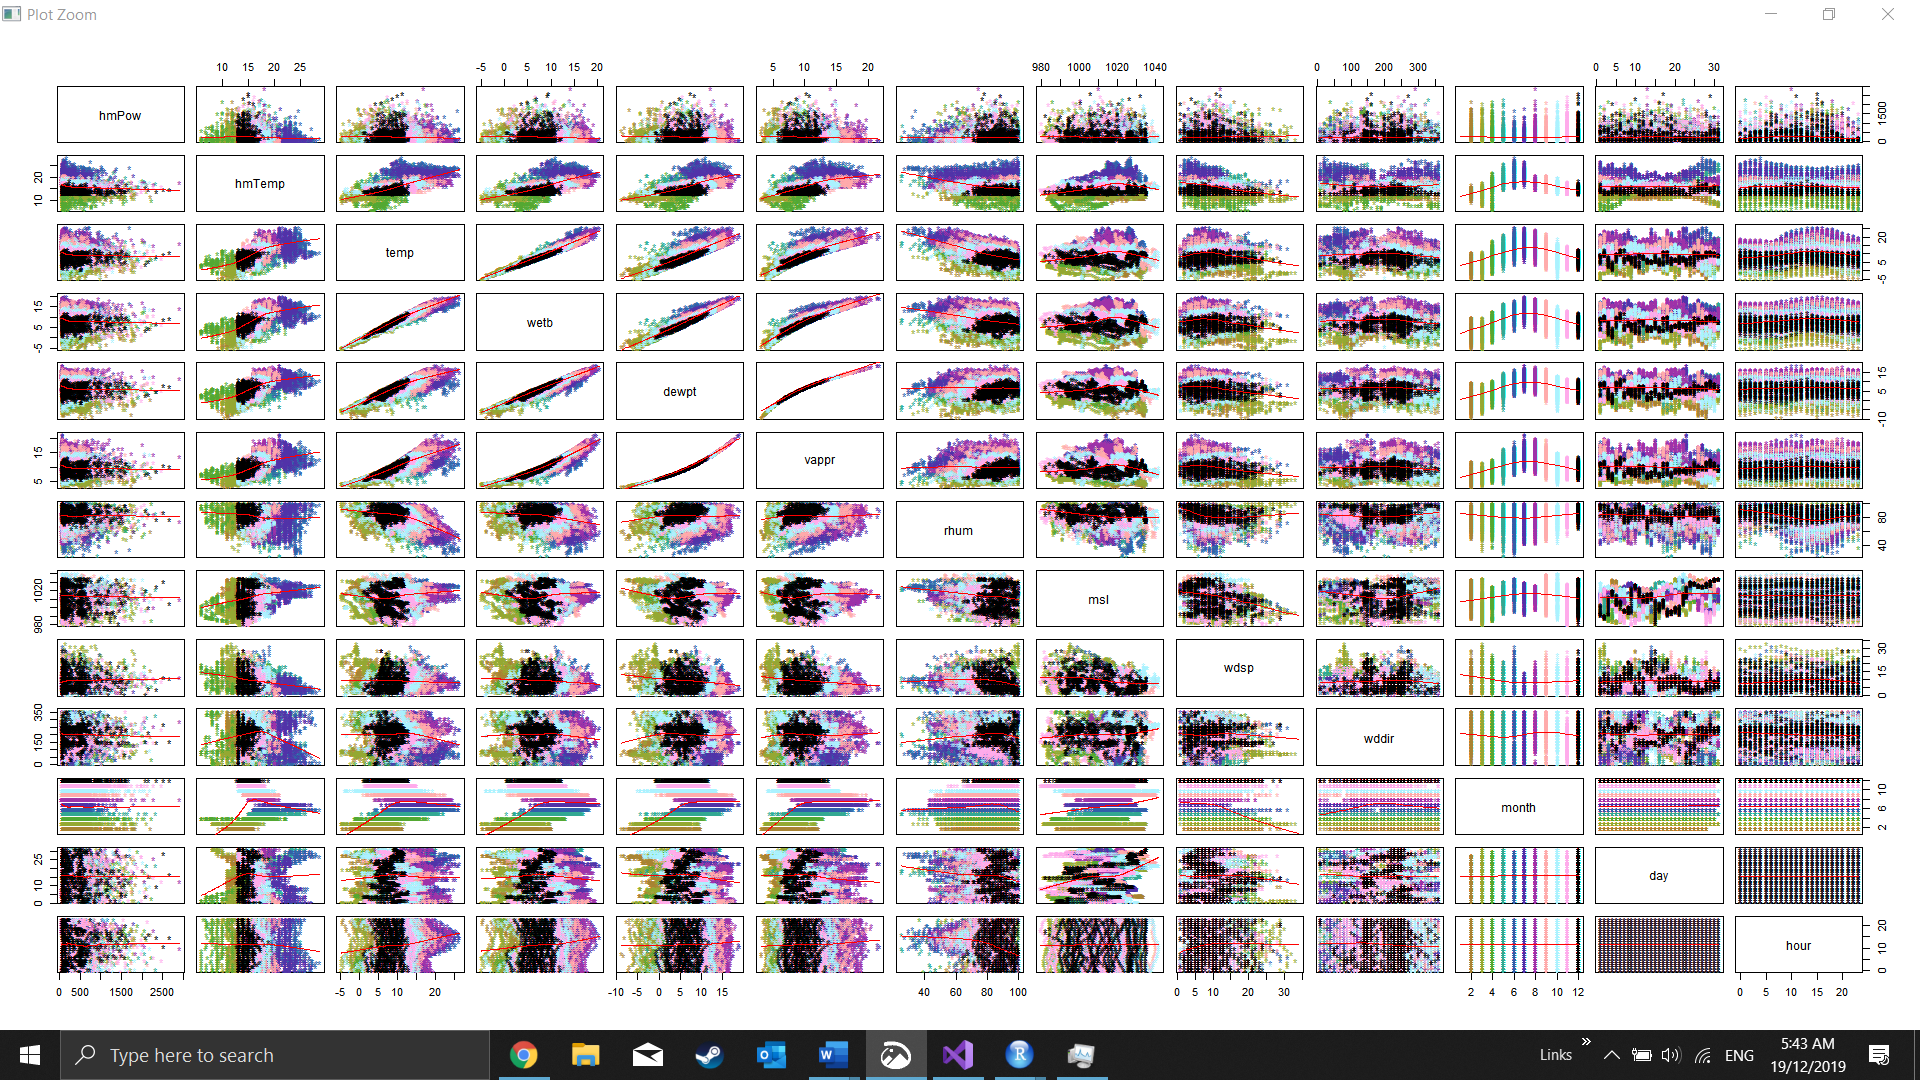 Plot Zoom
10 15 20 25
-5 0 5 10 15 20
5 10 15 20
980 1000 1020 1040
0 100 200 300
0 5 10 20 30
hmPow
0 1500
10 20
hmTemp
temp
-5 5 20
-5 5 15
wetb
dewpt
-10 5 15
5 15
vappr
rhum
40 80
980 1020
msl
wdsp
0 15 30
0 150 350
wddir
month
2 6 10
0 10 25
day
hour
0 10 20
0 500 1500 2500
-5 0 5 10 20
-10 -5 0 5 10 15
40 60 80 100
0 5 10 20 30
2 4 6 8 10 12
0 5 10 15 20
Type here to search
Links
ENG
5:43 AM
19/12/2019